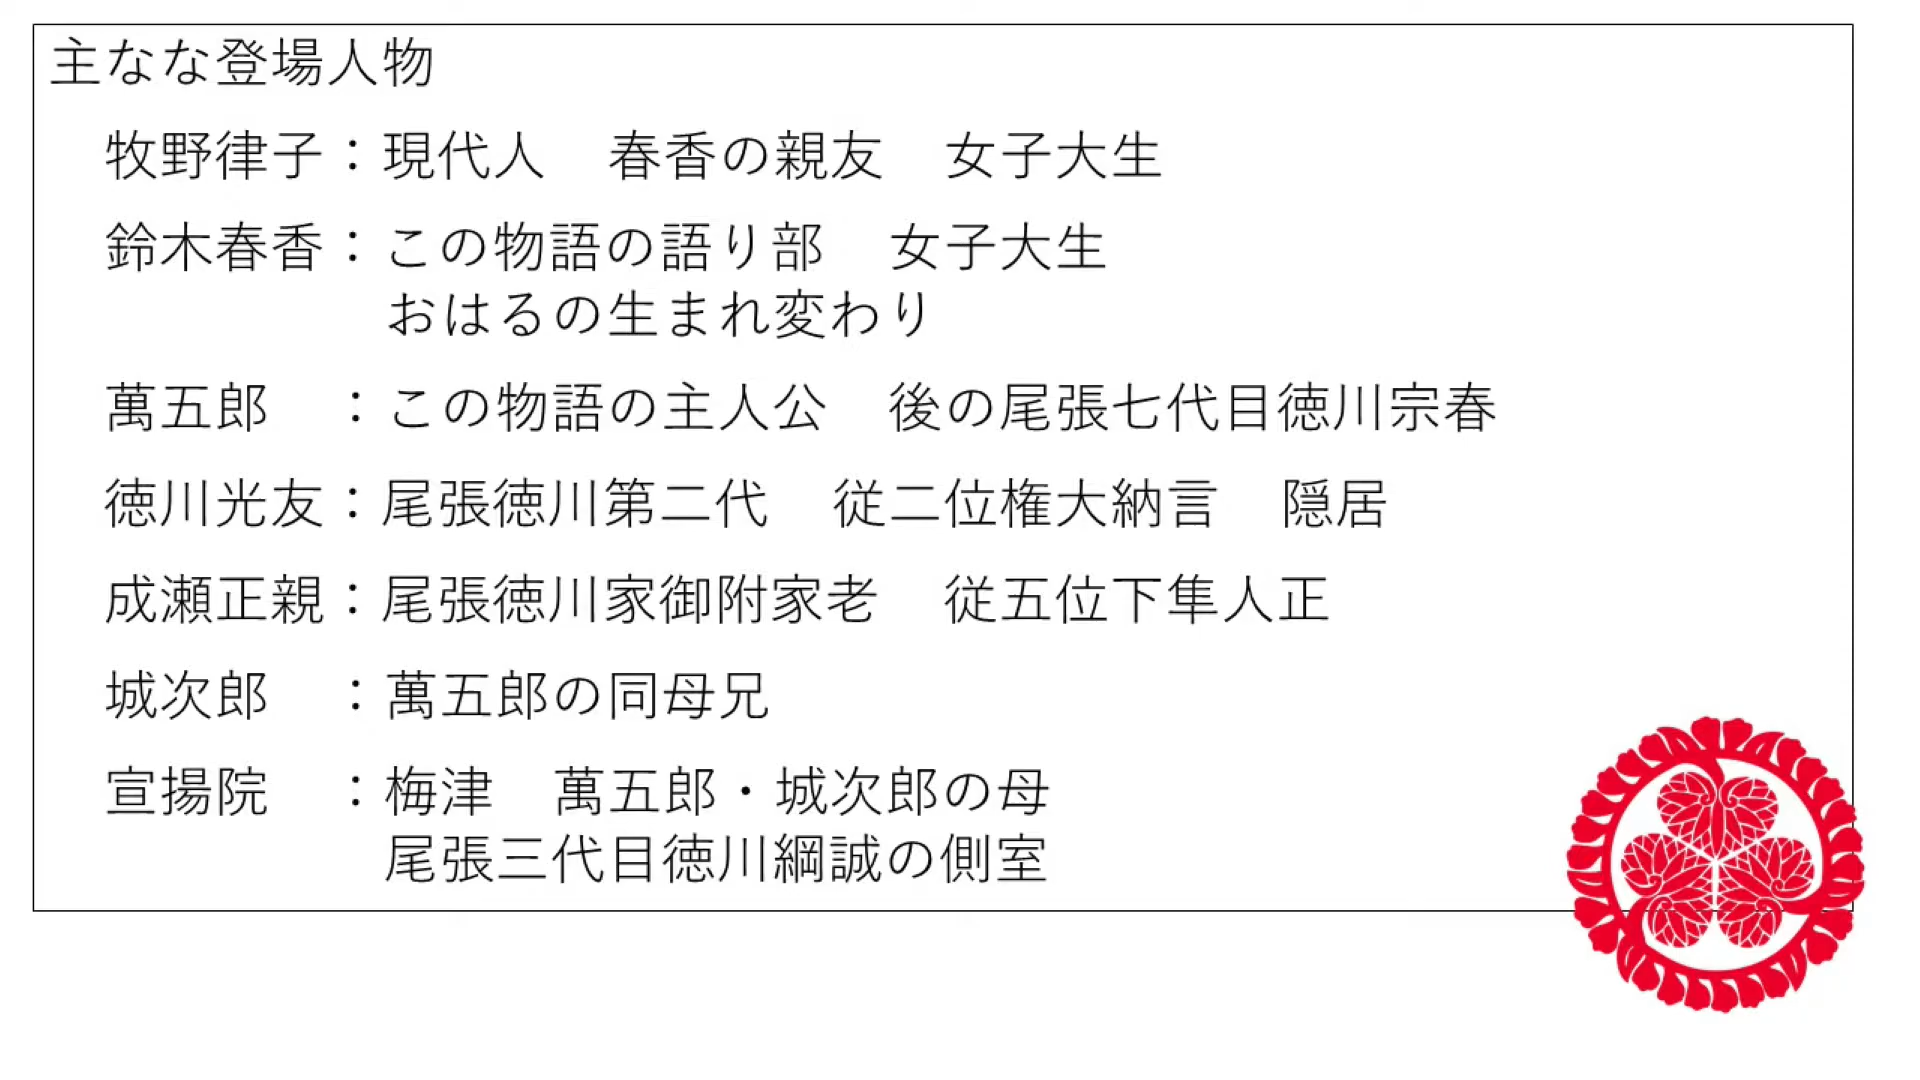 主なな登場人物
牧野律子：現代人　春香の親友　女子大生
鈴木春香：この物語の語り部　女子大生
おはるの生まれ変わり
萬五郎　：この物語の主人公　後の尾張七代目徳川宗春
徳川光友：尾張徳川第二代　従二位権大納言　隠居
成瀬正親：尾張徳川家御附家老　従五位下隼人正
城次郎　：萬五郎の同母兄
宣揚院　：梅津　萬五郎・城次郎の母
尾張三代目徳川綱誠の側室